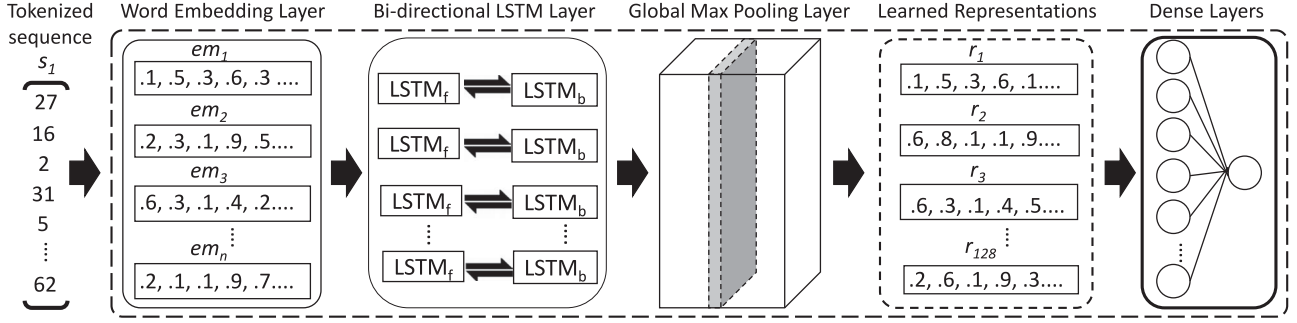 Tokenized sequence
s1
27
16
2
31
5
⋮
62
Word Embedding Layer
em1
.1, .5, .3, .6, .3 ....
em2
.2, .3, .1, .9, .5....
em3
.6, .3, .1, .4, .2....
⋮
emn
.2, .1, .1, .9, .7....
Bi-directional LSTM Layer
LSTMf LSTMb
LSTMf LSTMb
LSTMf LSTMb
⋮ ⋮
LSTMf LSTMb
Global Max Pooling Layer
Learned Representations
r1
.1, .5, .3, .6, .1....
r2
.6, .8, .1, .1, .9....
r3
.6, .3, .1, .4, .5....
⋮
r128
.2, .6, .1, .9, .3....
Dense Layers